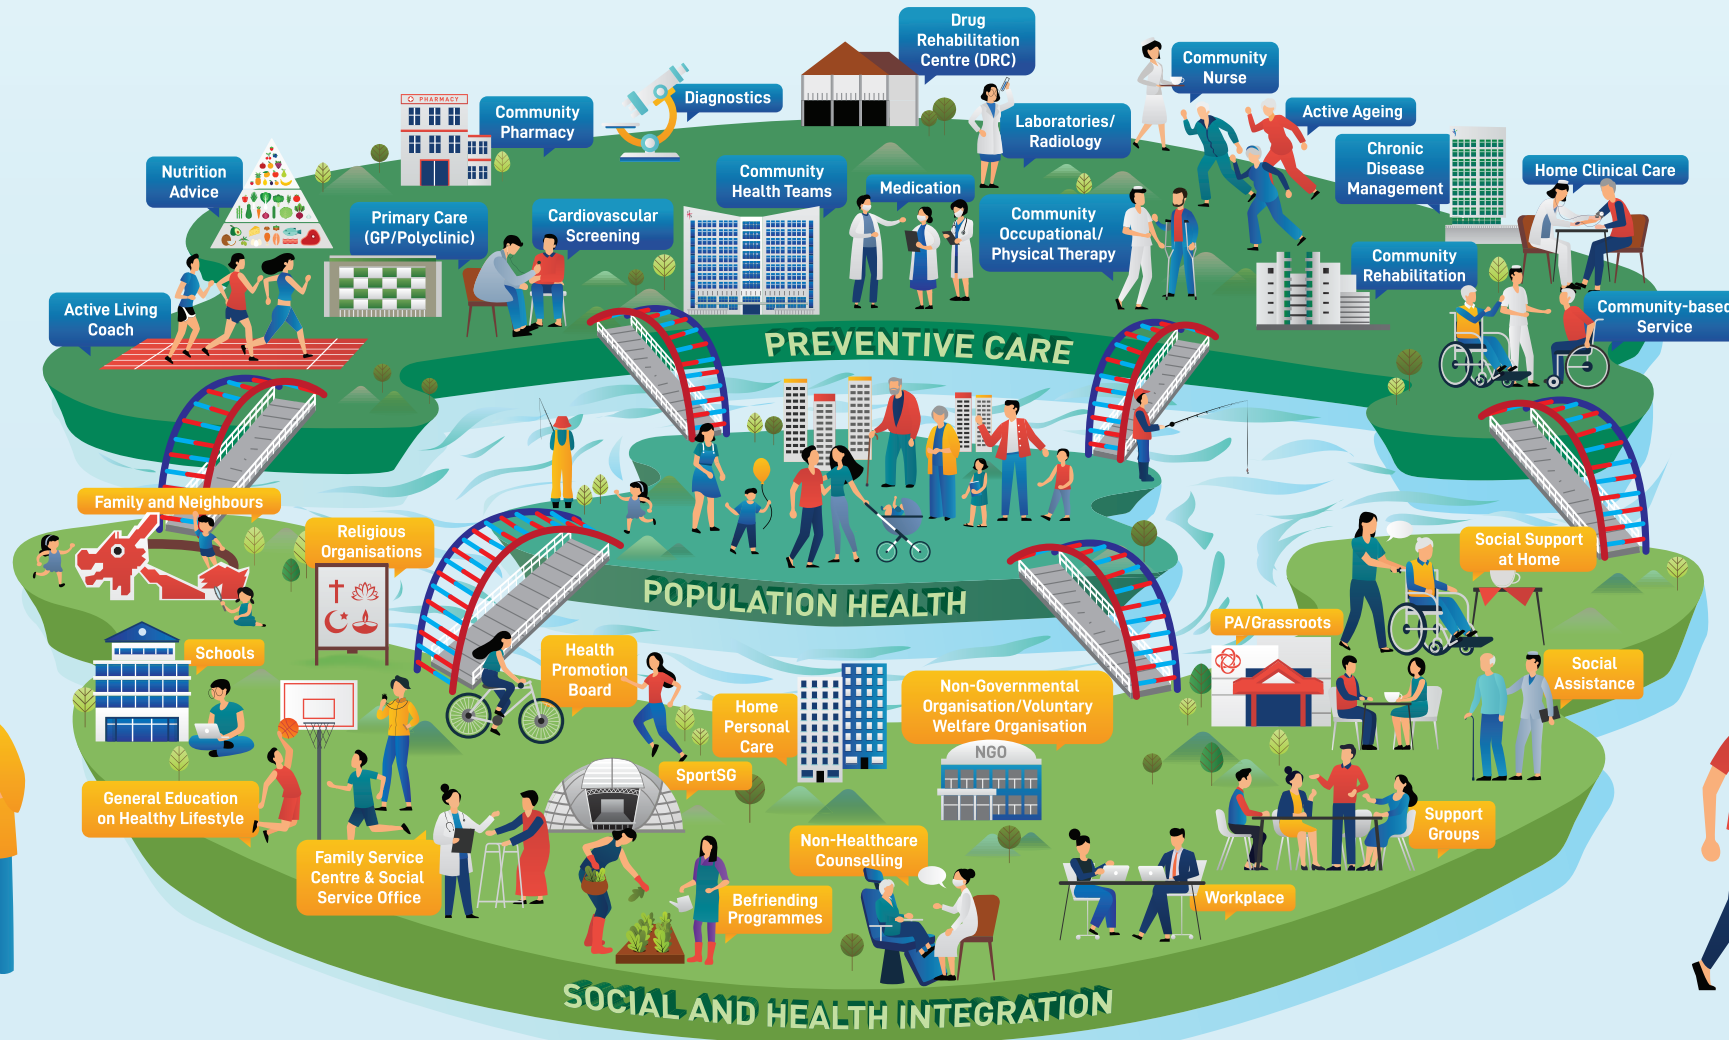 Drug
Rehabilitation
Centre (DRC)
Community
Nurse
Diagnostics
PHARMACY
Community
Pharmacy
Active Ageing
Laboratories/
Radiology
Chronic
Disease
Management
Home Clinical Care
Nutrition
Advice
Community
Health Teams
Medication
Primary Care
(GP/Polyclinic)
Cardiovascular
Screening
Community
Occupational/
Physical Therapy
Community
Rehabilitation
Active Living
Coach
Community-based
Service
PREVENTIVE CARE
Family and Neighbours
Religious
Organisations
Social Support
at Home
POPULATION HEALTH
PA/Grassroots
Schools
Health
Promotion
Board
Social
Assistance
Home
Personal
Care
Non-Governmental
Organisation/Voluntary
Welfare Organisation
NGO
SportSG
General Education
on Healthy Lifestyle
Support
Groups
Non-Healthcare
Counselling
Family Service
Centre & Social
Service Office
Befriending
Programmes
Workplace
SOCIAL AND HEALTH INTEGRATION